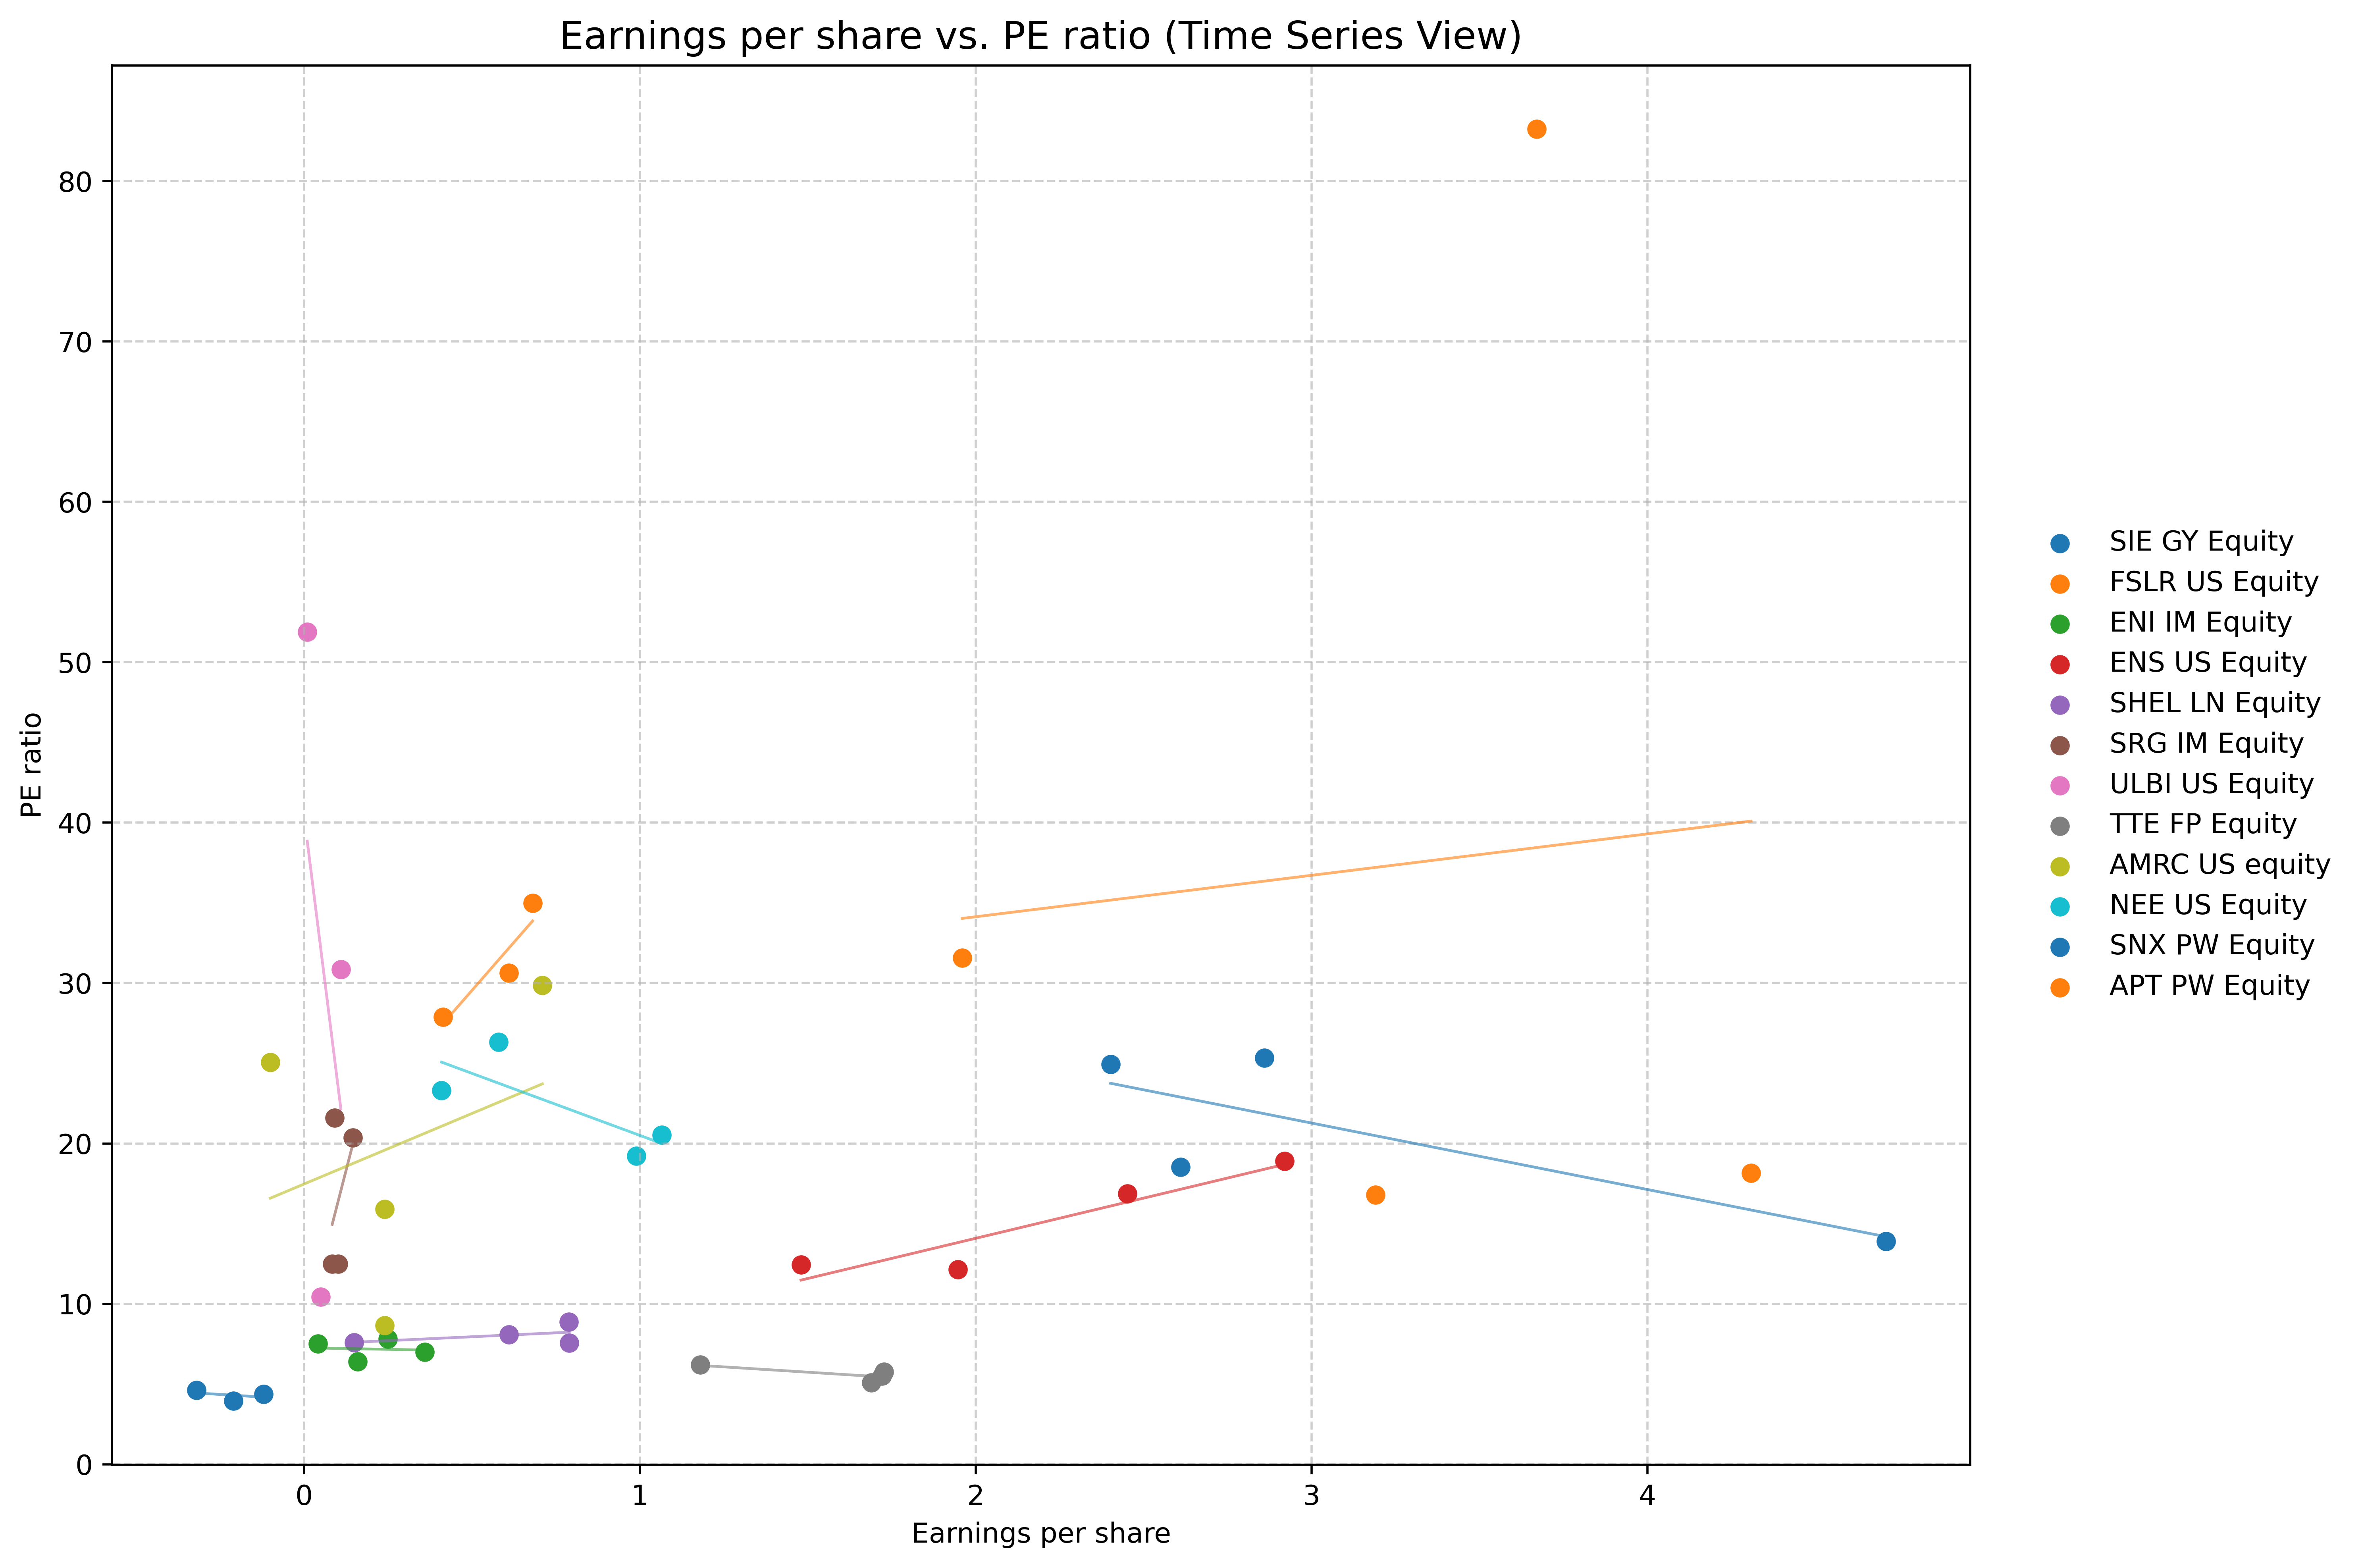 Earnings per share vs. PE ratio (Time Series View)
80
70
60
50
40
30
20
10
0
PE ratio
0 1 2 3 4
Earnings per share
SIE GY Equity
FSLR US Equity
ENI IM Equity
ENS US Equity
SHEL LN Equity
SRG IM Equity
ULBI US Equity
TTE FP Equity
AMRC US equity
NEE US Equity
SNX PW Equity
APT PW Equity